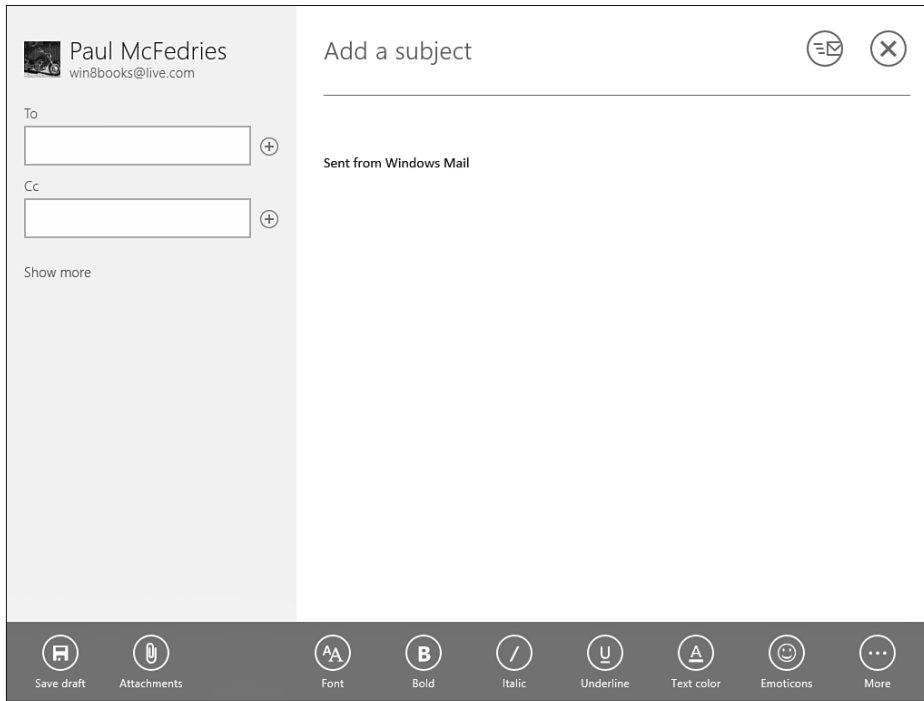 Paul McFedries
win8books@live.com
To
Cc
Show more
Add a subject
Sent from Windows Mail
Save draft
Attachments
Font
Bold
Italic
Underline
Text color
Emoticons
More